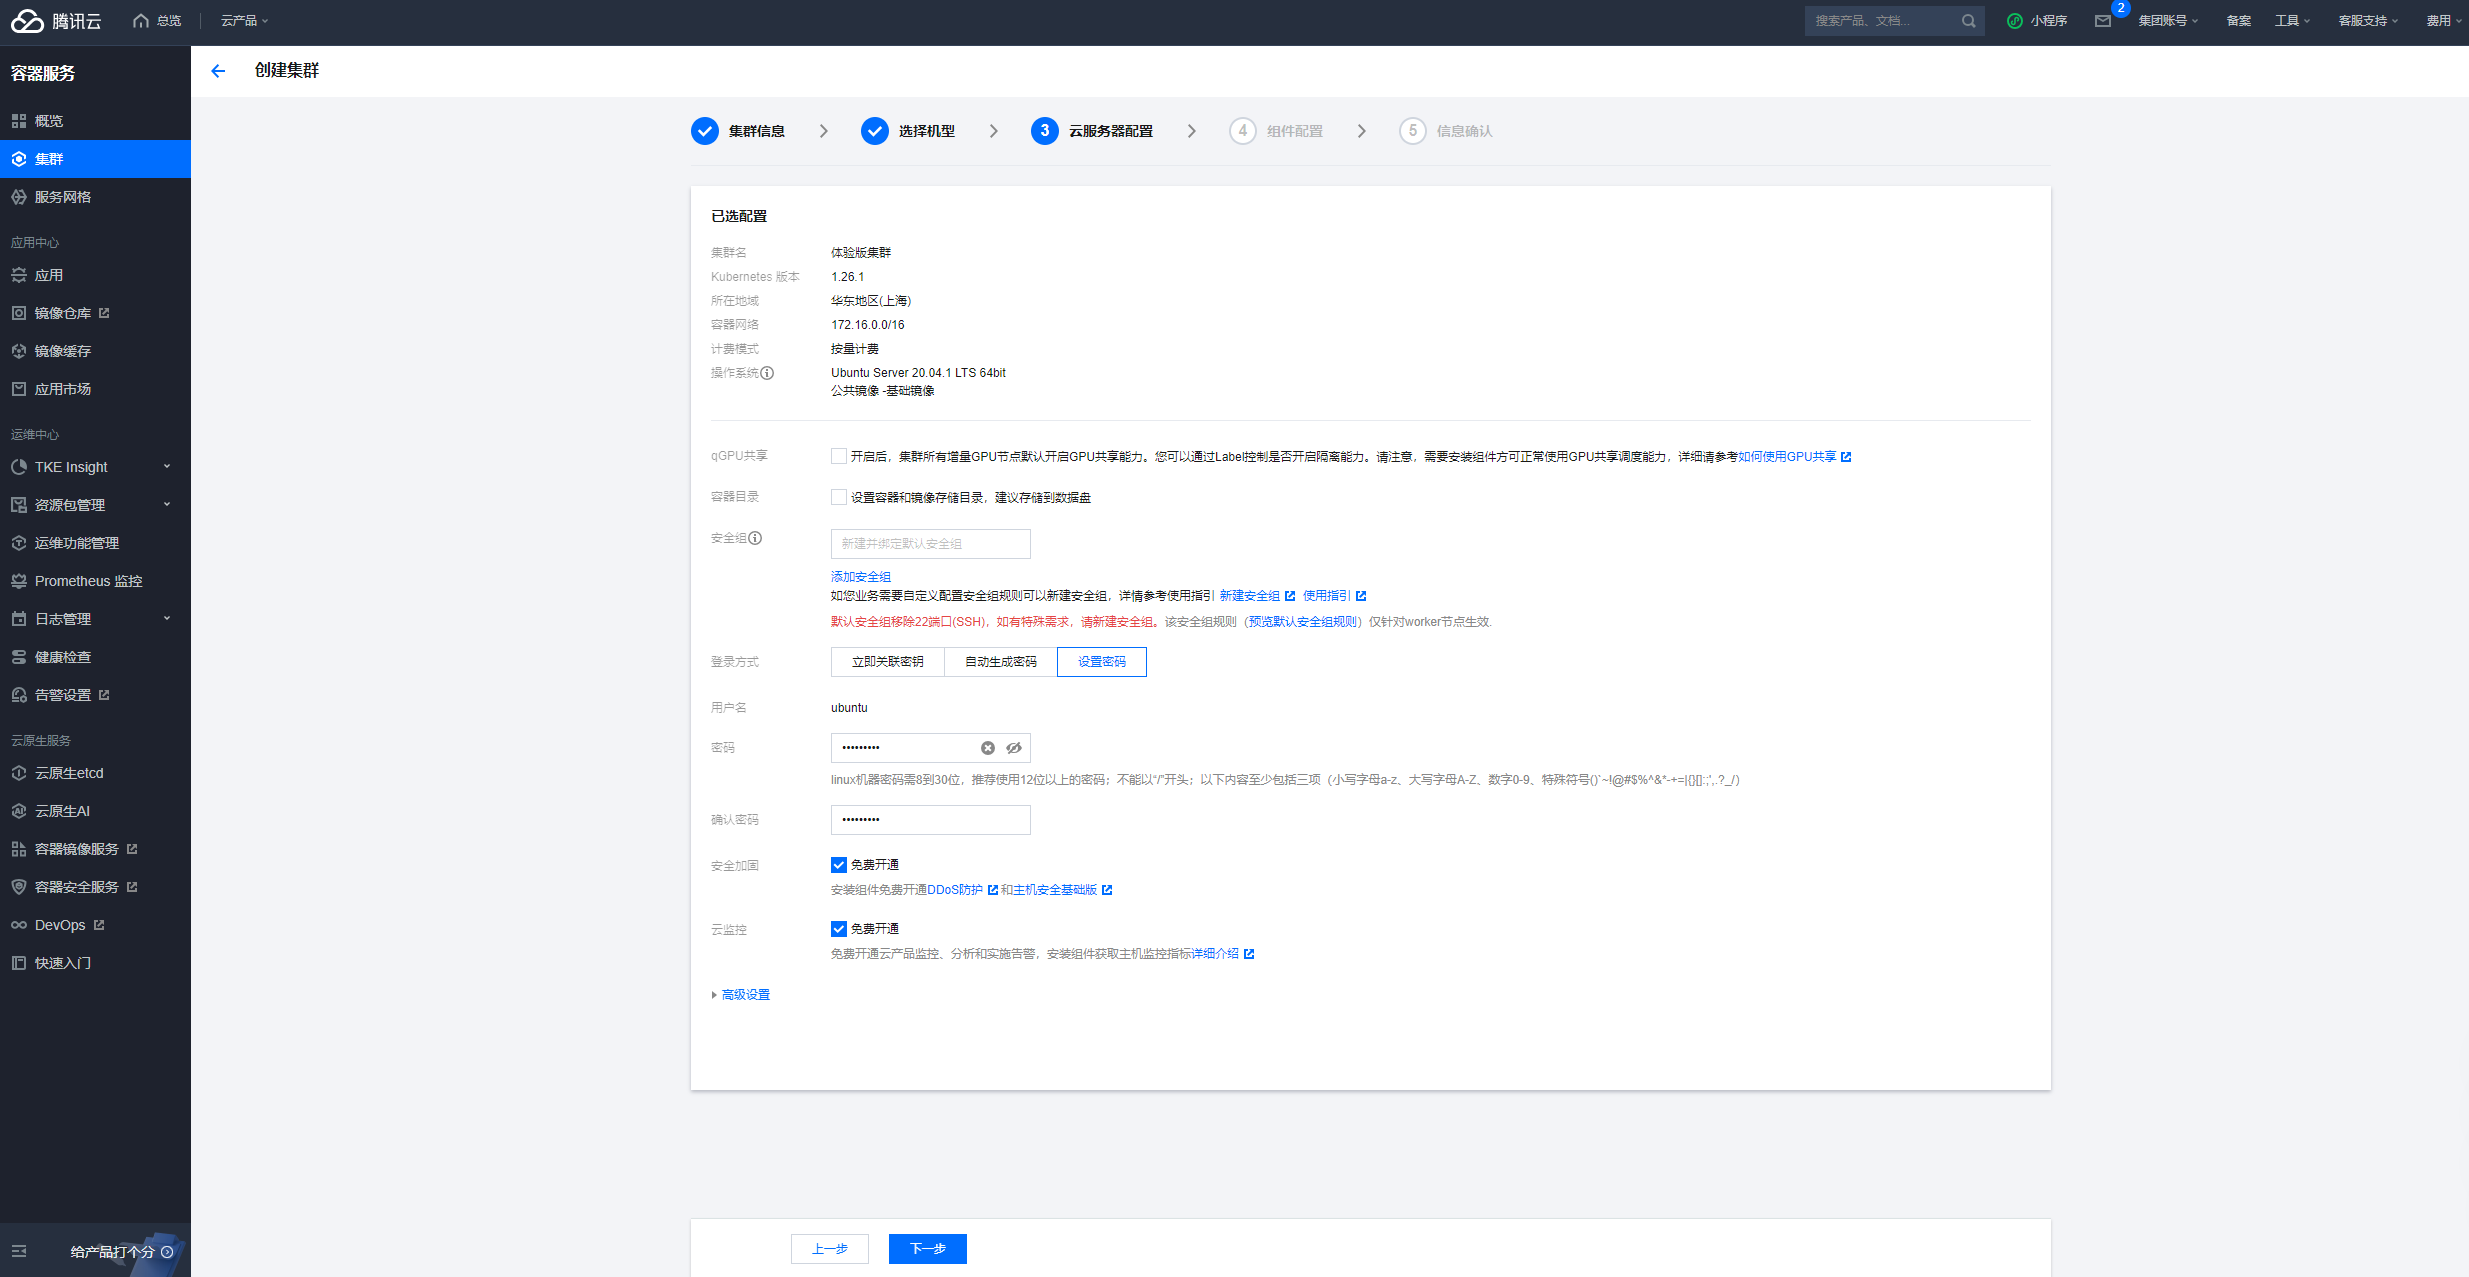 腾讯云
总览
云产品
搜索产品、文档...
小程序
2
集团账号
备案
工具
客服支持
费用
容器服务
概览
集群
服务网格
应用中心
应用
镜像仓库
镜像缓存
应用市场
运维中心
TKE Insight
资源包管理
运维功能管理
Prometheus 监控
日志管理
健康检查
告警设置
云原生服务
云原生etcd
云原生AI
容器镜像服务
容器安全服务
DevOps
快速入门
给产品打个分
创建集群
集群信息
选择机型
3 云服务器配置
4 组件配置
5 信息确认
已选配置
集群名 体验版集群
Kubernetes 版本 1.26.1
所在地域 华东地区(上海)
容器网络 172.16.0.0/16
计费模式 按量计费
操作系统 Ubuntu Server 20.04.1 LTS 64bit
公共镜像 -基础镜像
qGPU共享 开启后，集群所有增量GPU节点默认开启GPU共享能力。您可以通过Label控制是否开启隔离能力。请注意，需要安装组件方可正常使用GPU共享调度能力，详细请参考如何使用GPU共享
容器目录 设置容器和镜像存储目录，建议存储到数据盘
安全组 新建并绑定默认安全组
添加安全组
如您业务需要自定义配置安全组规则可以新建安全组，详情参考使用指引 新建安全组 使用指引
默认安全组移除22端口(SSH)，如有特殊需求，请新建安全组。该安全组规则（预览默认安全组规则）仅针对worker节点生效.
登录方式 立即关联密钥 自动生成密码 设置密码
用户名 ubuntu
密码 •••••••••
linux机器密码需8到30位，推荐使用12位以上的密码；不能以“/”开头；以下内容至少包括三项（小写字母a-z、大写字母A-Z、数字0-9、特殊符号()`~!@#$%^&*-+=|{}[]:;',.?_/）
确认密码 •••••••••
安全加固 免费开通
安装组件免费开通DDoS防护 和主机安全基础版
云监控 免费开通
免费开通云产品监控、分析和实施告警，安装组件获取主机监控指标详细介绍
高级设置
上一步
下一步